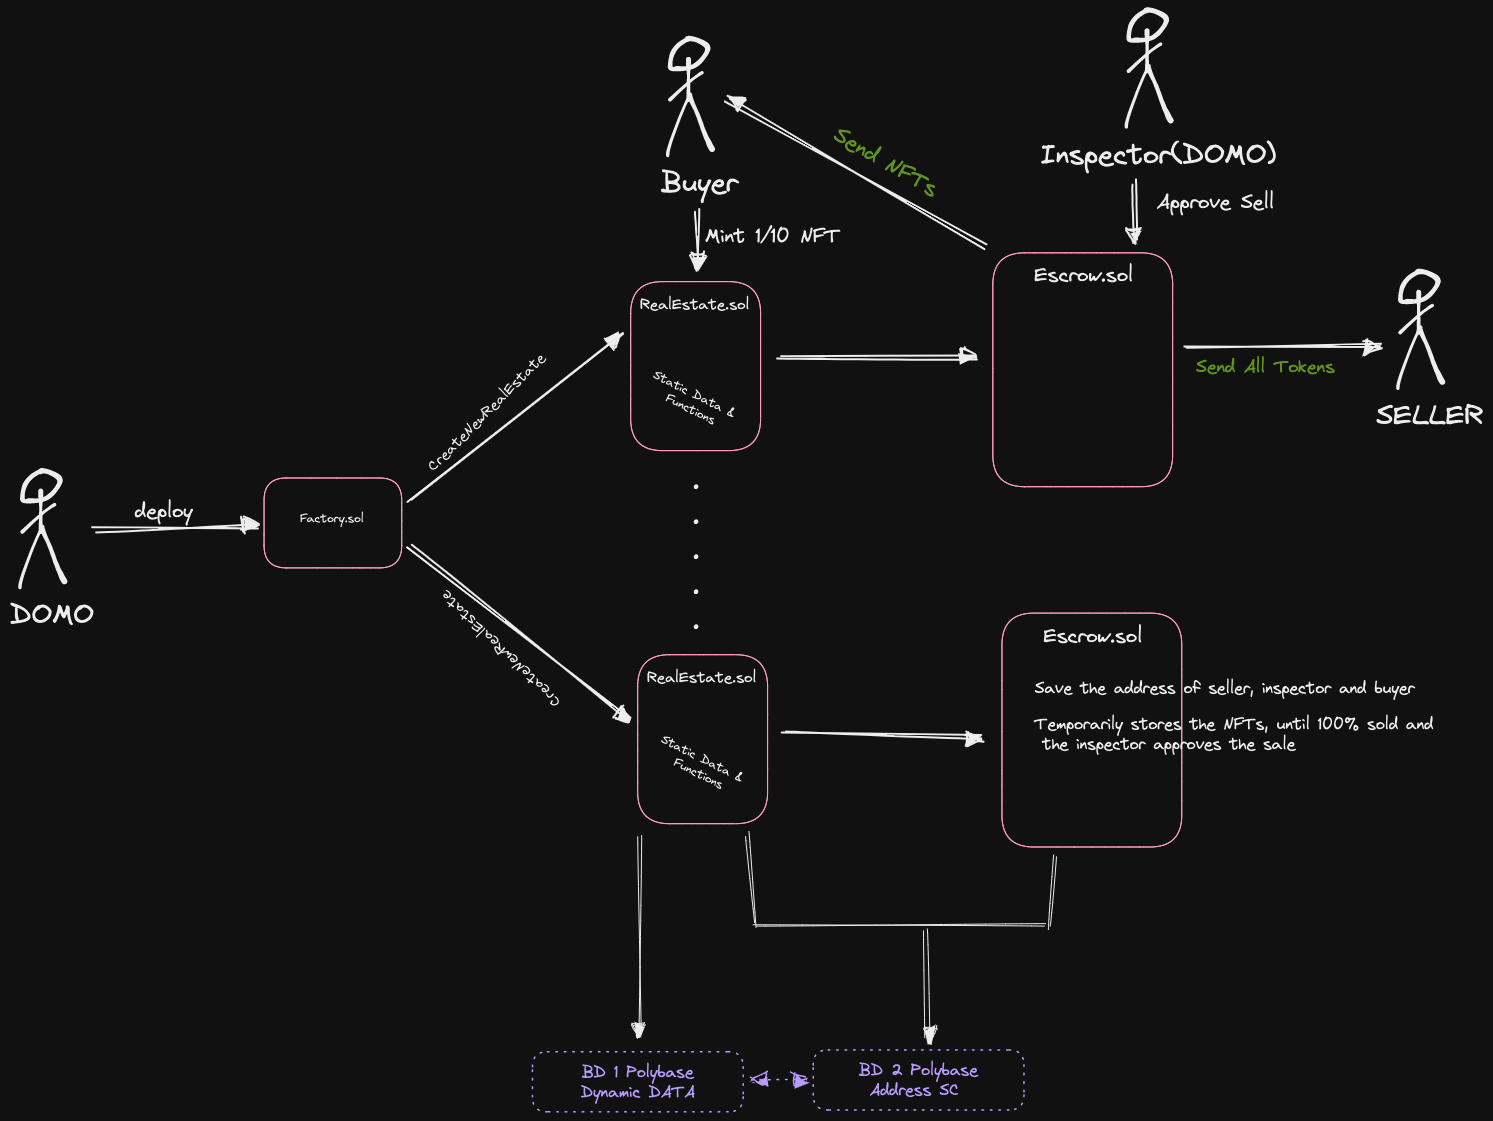 Inspector(DOMO)
Buyer
Send NFTs
Approve Sell
Mint 1/10 NFT
RealEstate.sol
Static Data &
Functions
Escrow.sol
Send All Tokens
SELLER
CreateNewRealEstate
deploy
Factory.sol
DOMO
CreateNewRealEstate
RealEstate.sol
Static Data &
Functions
Escrow.sol
Save the address of seller, inspector and buyer
Temporarily stores the NFTs, until 100% sold and
the inspector approves the sale
BD 1 Polybase
Dynamic DATA
BD 2 Polybase
Address SC